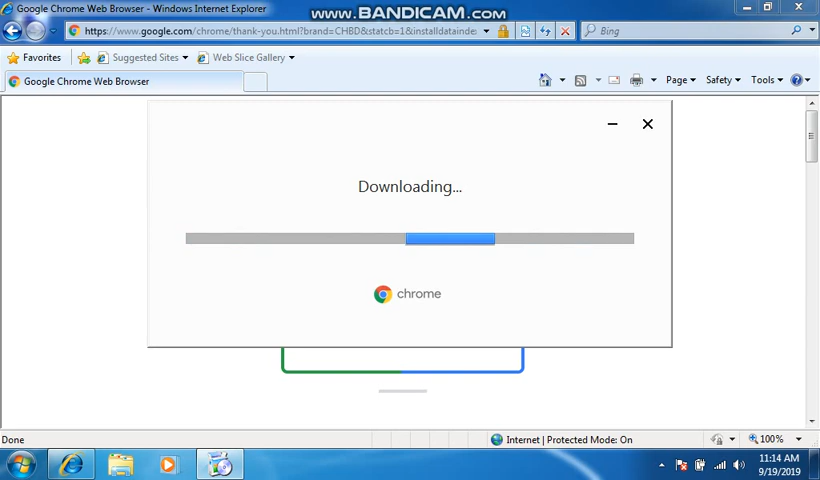 Google Chrome Web Browser - Windows Internet Explorer
www.BANDICAM.com
https://www.google.com/chrome/thank-you.html?brand=CHBD&statcb=1&installdatainde
Bing
Favorites
Suggested Sites
Web Slice Gallery
Google Chrome Web Browser
Page
Safety
Tools
Downloading...
chrome
Done
Internet | Protected Mode: On
100%
11:14 AM
9/19/2019